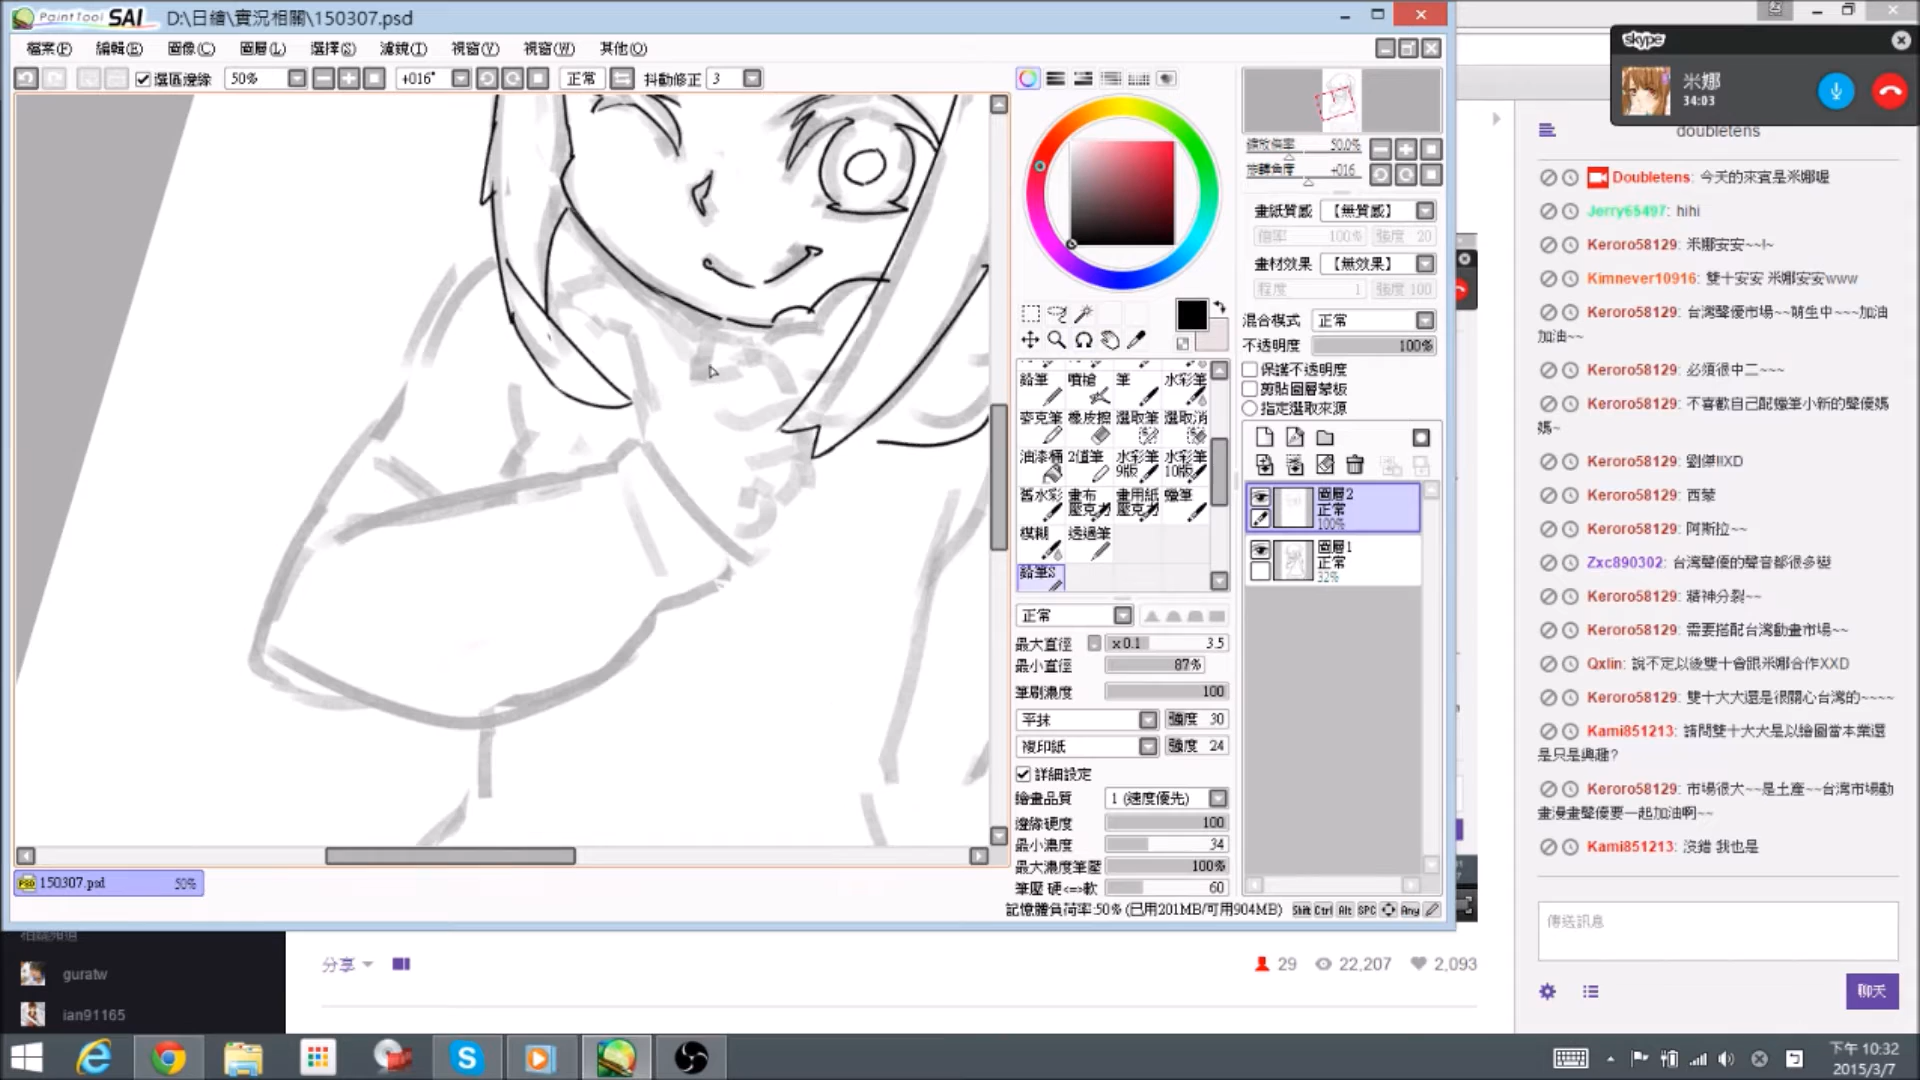 PaintTool SAI D:\日繪\實況相關\150307.psd
檔案(F) 編輯(E) 圖像(C) 圖層(L) 選擇(S) 濾鏡(T) 視窗(V) 視窗(W) 其他(O)
選區邊緣 50% +016° 正常 抖動修正 3
縮放倍率 50.0%
旋轉角度 +016
畫紙質感 【無質感】
倍率 100% 強度 20
畫材效果 【無效果】
程度 1 強度 100
混合模式 正常
不透明度 100%
保護不透明度
剪貼圖層蒙板
指定選取來源
鉛筆 噴槍 筆 水彩筆
麥克筆 橡皮擦 選取筆 選取消
油漆桶 2值筆 水彩筆 9版 水彩筆 10版
舊水彩 畫布壓克力 畫用紙壓克力 蠟筆
模糊 透過筆
鉛筆S
圖層2
正常
100%
圖層1
正常
32%
正常
最大直徑 x0.1 3.5
最小直徑 87%
筆刷濃度 100
平抹 強度 30
複印紙 強度 24
詳細設定
繪畫品質 1 (速度優先)
邊緣硬度 100
最小濃度 34
最大濃度筆壓 100%
筆壓 硬<=>軟 60
150307.psd 50%
記憶體負荷率:50% (已用201MB/可用904MB) Shift Ctrl Alt SPC Any
skype
米娜
34:03
doubletens
Doubletens: 今天的來賓是米娜喔
Jerry65497: hihi
Keroro58129: 米娜安安~~!~
Kimnever10916: 雙十安安 米娜安安www
Keroro58129: 台灣聲優市場~~萌生中~~~加油
加油~~
Keroro58129: 必須很中二~~~
Keroro58129: 不喜歡自己配蠟筆小新的聲優媽
媽~
Keroro58129: 劉傑!!XD
Keroro58129: 西蒙
Keroro58129: 阿斯拉~~
Zxc890302: 台灣聲優的聲音都很多變
Keroro58129: 精神分裂~~
Keroro58129: 需要搭配台灣動畫市場~~
Qxlin: 說不定以後雙十會跟米娜合作XXD
Keroro58129: 雙十大大還是很關心台灣的~~~~
Kami851213: 請問雙十大大是以繪圖當本業還
是只是興趣?
Keroro58129: 市場很大~~是土產~~台灣市場動
畫漫畫聲優要一起加油啊~~
Kami851213: 沒錯 我也是
傳送訊息
聊天
guratw
ian91165
分享
29 22,207 2,093
下午 10:32
2015/3/7